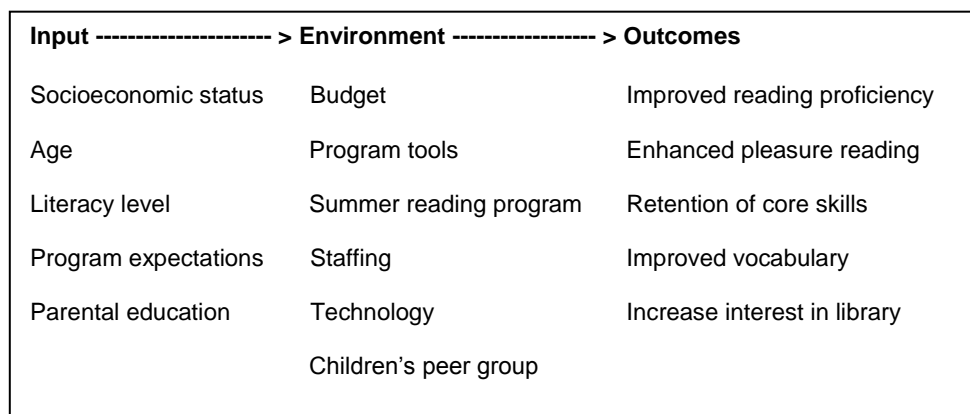 Input ---------------------- > Environment ------------------ > Outcomes
Socioeconomic status Budget Improved reading proficiency
Age Program tools Enhanced pleasure reading
Literacy level Summer reading program Retention of core skills
Program expectations Staffing Improved vocabulary
Parental education Technology Increase interest in library
Children’s peer group